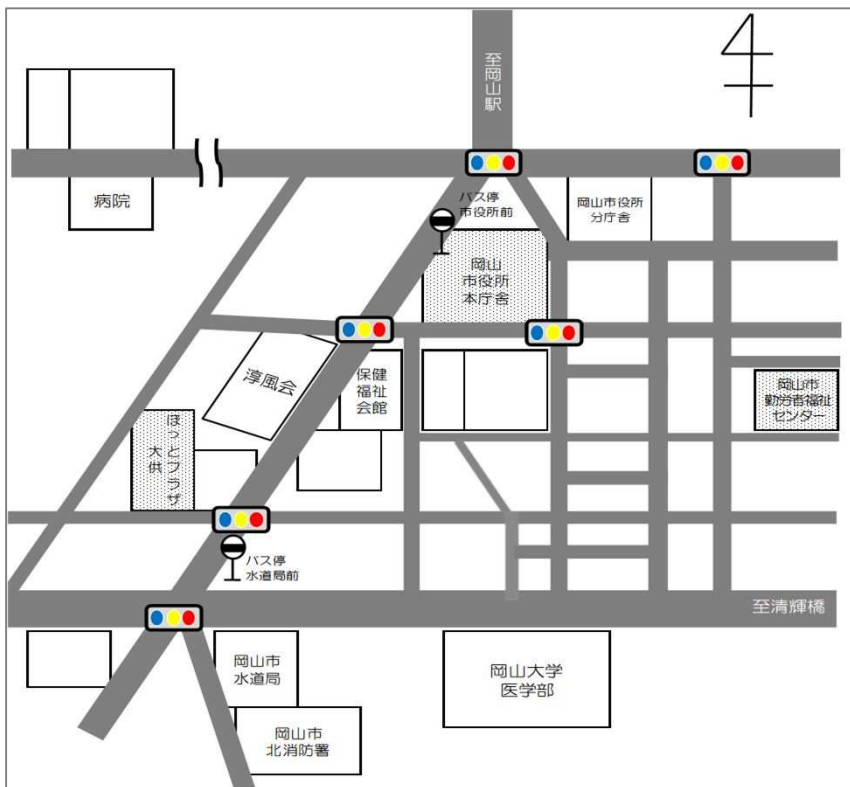 至岡山駅
病院
バス停
市役所前
岡山市役所
分庁舎
岡山
市役所
本庁舎
淳風会
保健
福祉
会館
岡山市
勤労者福祉
センター
ほっとプラザ
大供
バス停
水道局前
至清輝橋
岡山市
水道局
岡山大学
医学部
岡山市
北消防署